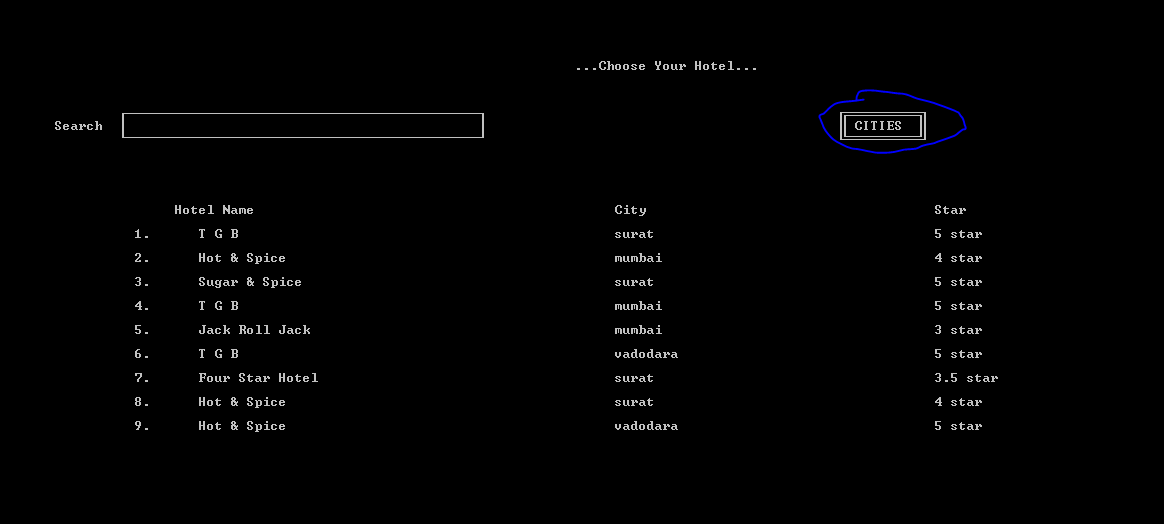 ...Choose Your Hotel...
Search CITIES
Hotel Name City Star
1. T G B surat 5 star
2. Hot & Spice mumbai 4 star
3. Sugar & Spice surat 5 star
4. T G B mumbai 5 star
5. Jack Roll Jack mumbai 3 star
6. T G B vadodara 5 star
7. Four Star Hotel surat 3.5 star
8. Hot & Spice surat 4 star
9. Hot & Spice vadodara 5 star